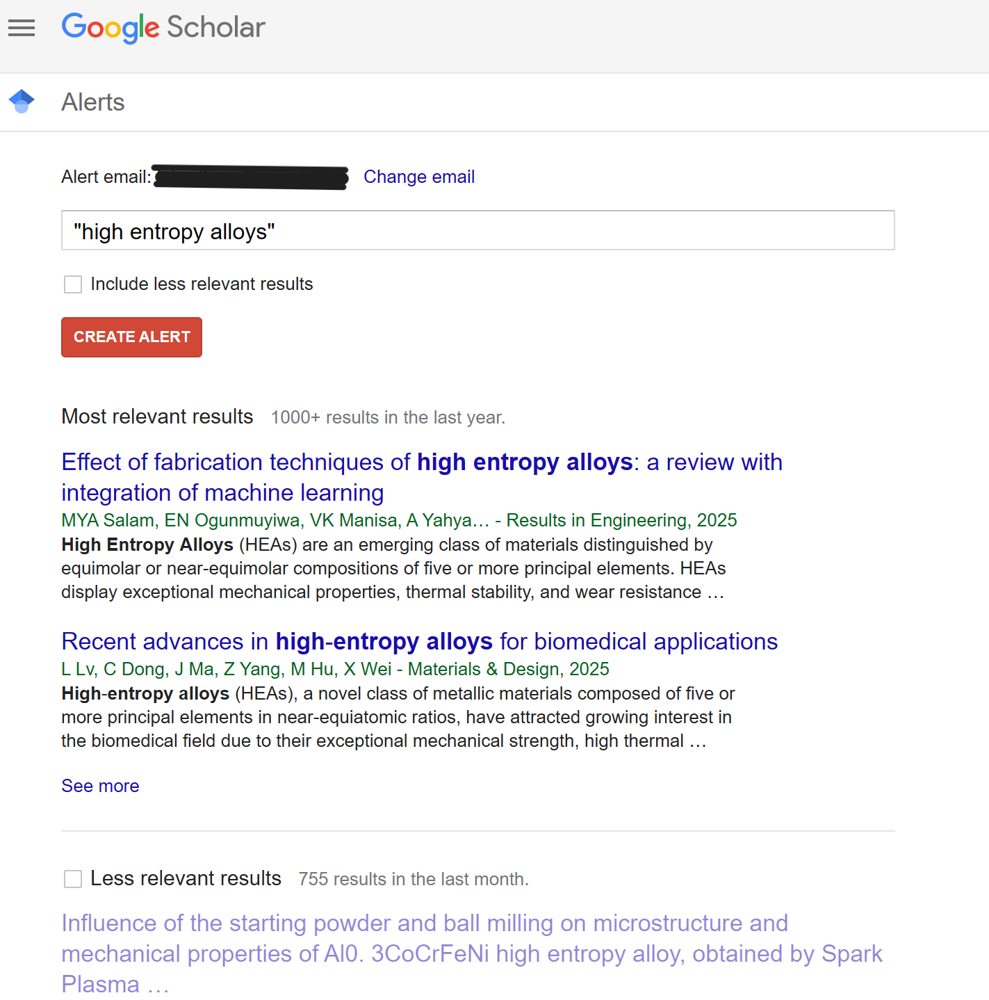 Google Scholar
Alerts
Alert email: Change email
"high entropy alloys"
Include less relevant results
CREATE ALERT
Most relevant results 1000+ results in the last year.
Effect of fabrication techniques of high entropy alloys: a review with
integration of machine learning
MYA Salam, EN Ogunmuyiwa, VK Manisa, A Yahya… - Results in Engineering, 2025
High Entropy Alloys (HEAs) are an emerging class of materials distinguished by
equimolar or near-equimolar compositions of five or more principal elements. HEAs
display exceptional mechanical properties, thermal stability, and wear resistance …
Recent advances in high-entropy alloys for biomedical applications
L Lv, C Dong, J Ma, Z Yang, M Hu, X Wei - Materials & Design, 2025
High-entropy alloys (HEAs), a novel class of metallic materials composed of five or
more principal elements in near-equiatomic ratios, have attracted growing interest in
the biomedical field due to their exceptional mechanical strength, high thermal …
See more
Less relevant results 755 results in the last month.
Influence of the starting powder and ball milling on microstructure and
mechanical properties of Al0. 3CoCrFeNi high entropy alloy, obtained by Spark
Plasma …